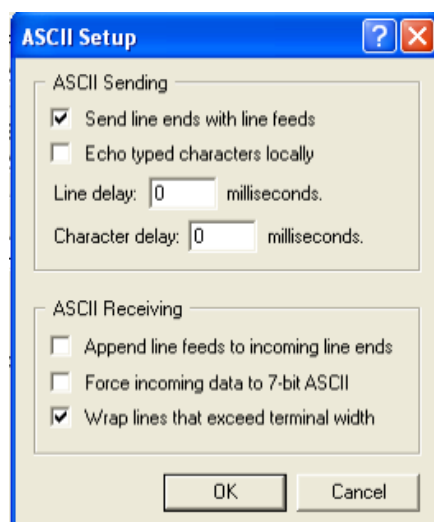 ASCII Setup
ASCII Sending
Send line ends with line feeds
Echo typed characters locally
Line delay: 0 milliseconds.
Character delay: 0 milliseconds.
ASCII Receiving
Append line feeds to incoming line ends
Force incoming data to 7-bit ASCII
Wrap lines that exceed terminal width
OK Cancel